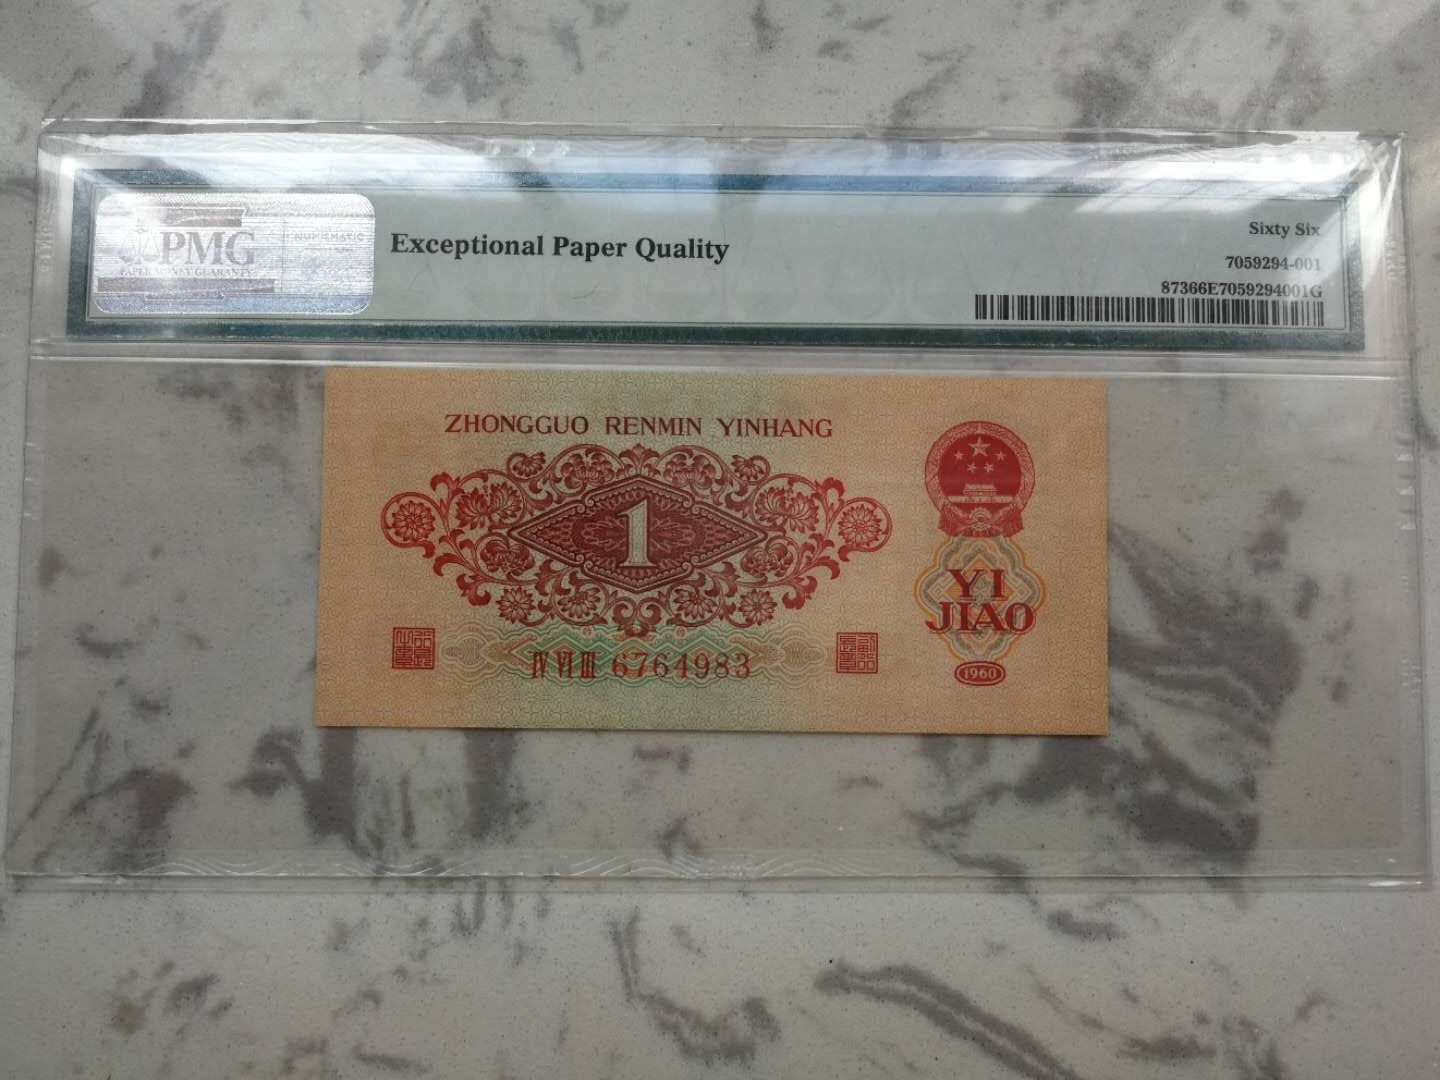 PMG
PAPER MONEY GUARANTY
NUMISMATIC
Exceptional Paper Quality
Sixty Six
7059294-001
87366E7059294001G
ZHONGGUO RENMIN YINHANG
1
YI
JIAO
Ⅳ Ⅵ Ⅲ 6764983
1960